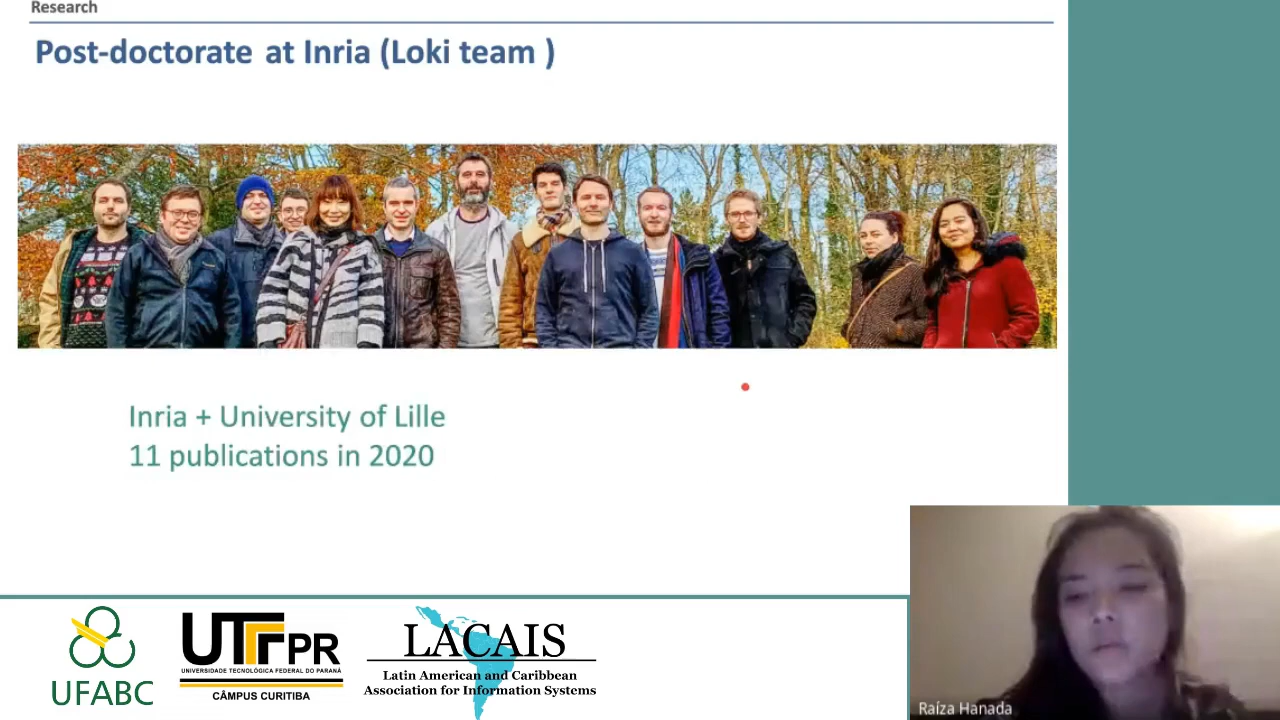 Research
Post-doctorate at Inria (Loki team )
Inria + University of Lille
11 publications in 2020
UFABC
UTFPR
UNIVERSIDADE TECNOLÓGICA FEDERAL DO PARANÁ
CÂMPUS CURITIBA
LACAIS
Latin American and Caribbean
Association for Information Systems
Raíza Hanada